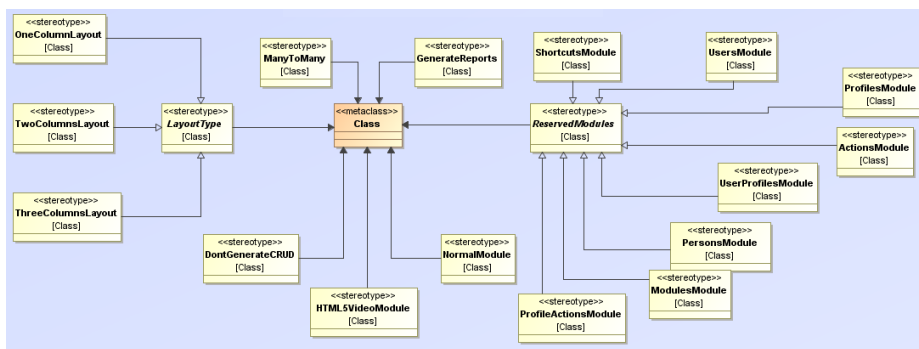 <<stereotype>>
OneColumnLayout
[Class]
<<stereotype>>
TwoColumnsLayout
[Class]
<<stereotype>>
ThreeColumnsLayout
[Class]
<<stereotype>>
LayoutType
[Class]
<<stereotype>>
ManyToMany
[Class]
<<stereotype>>
GenerateReports
[Class]
<<metaclass>>
Class
<<stereotype>>
DontGenerateCRUD
[Class]
<<stereotype>>
HTML5VideoModule
[Class]
<<stereotype>>
NormalModule
[Class]
<<stereotype>>
ShortcutsModule
[Class]
<<stereotype>>
UsersModule
[Class]
<<stereotype>>
ProfilesModule
[Class]
<<stereotype>>
ReservedModules
[Class]
<<stereotype>>
ActionsModule
[Class]
<<stereotype>>
UserProfilesModule
[Class]
<<stereotype>>
PersonsModule
[Class]
<<stereotype>>
ModulesModule
[Class]
<<stereotype>>
ProfileActionsModule
[Class]